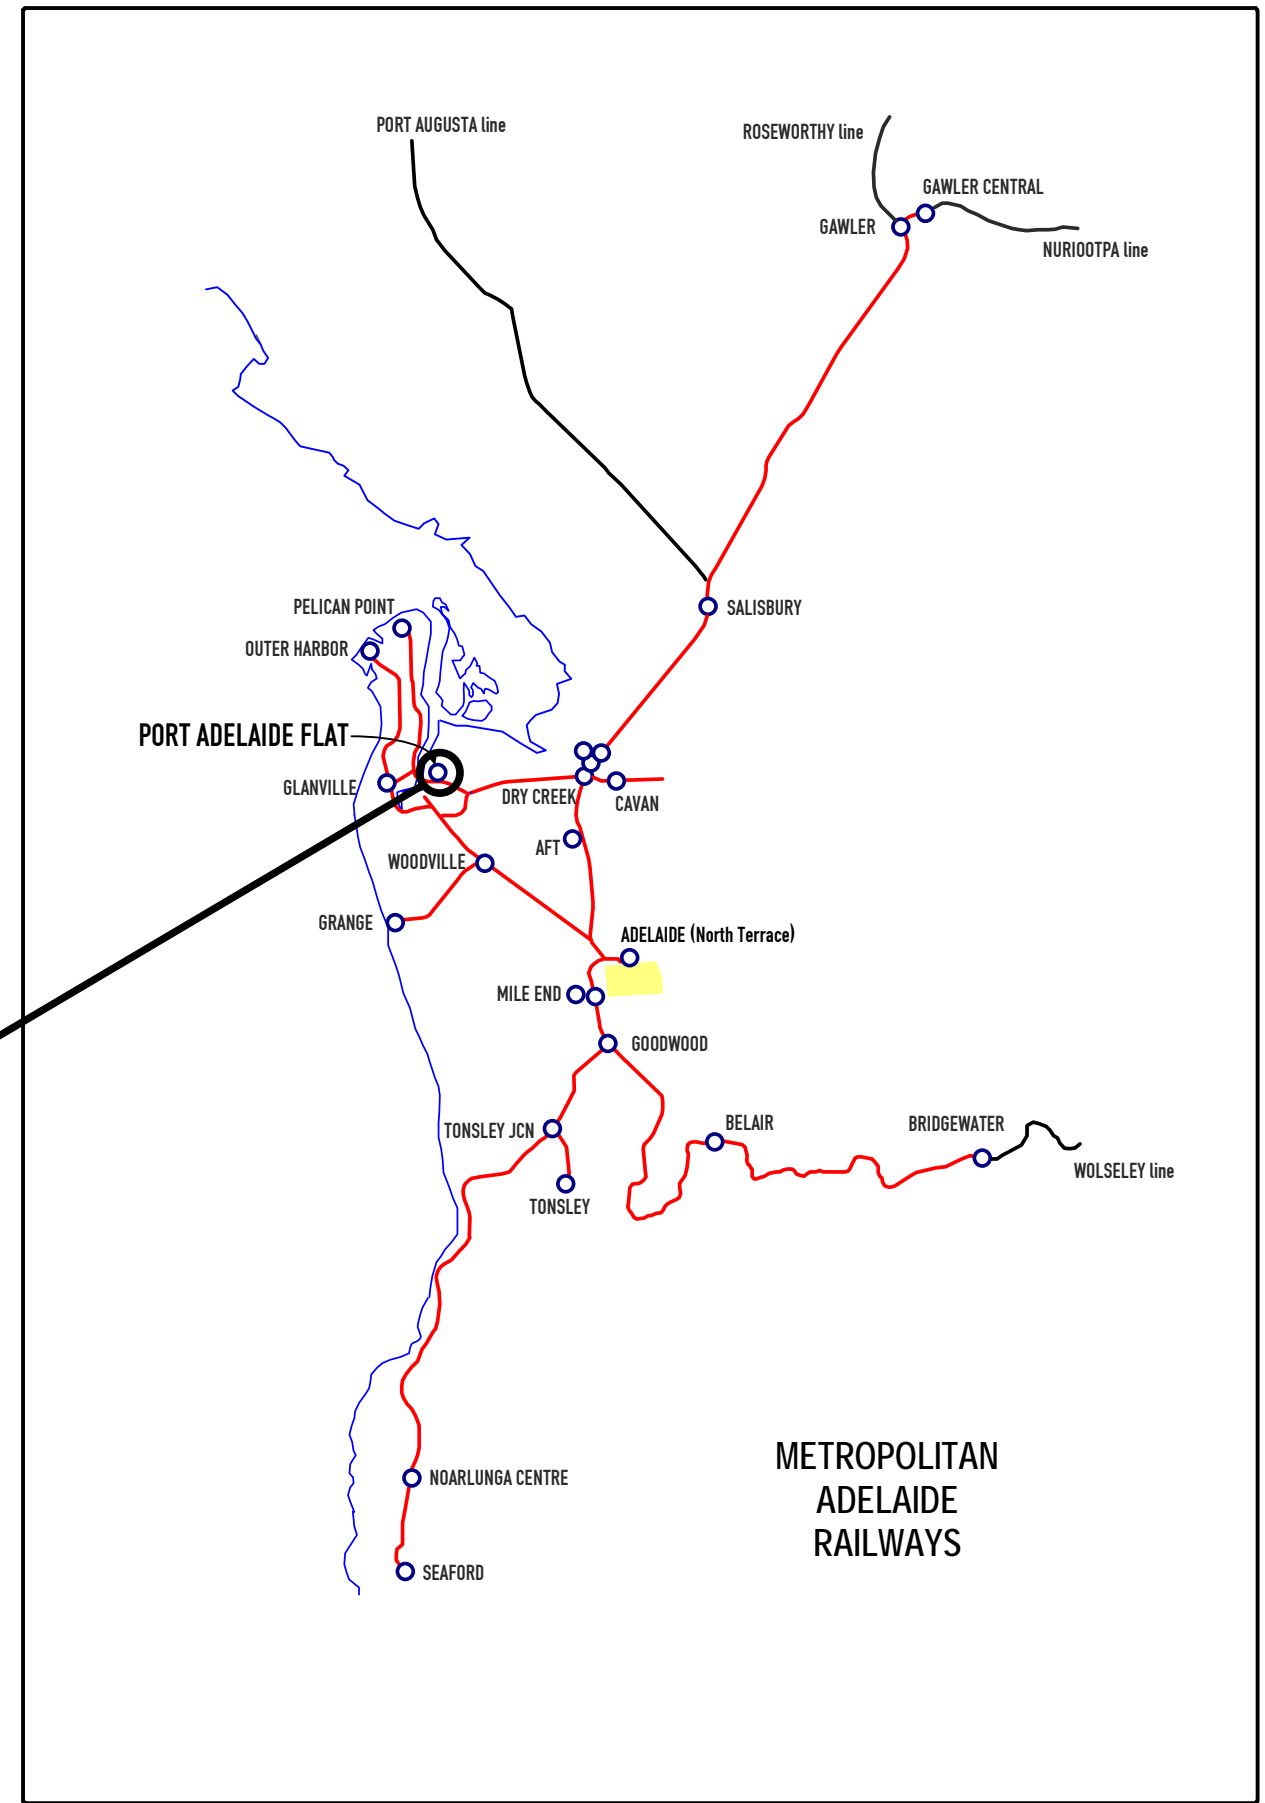 PORT AUGUSTA line
ROSEWORTHY line
GAWLER CENTRAL
GAWLER
NURIOOTPA line
PELICAN POINT
SALISBURY
OUTER HARBOR
PORT ADELAIDE FLAT
GLANVILLE
DRY CREEK
CAVAN
AFT
WOODVILLE
GRANGE
ADELAIDE (North Terrace)
MILE END
GOODWOOD
TONSLEY JCN
BELAIR
BRIDGEWATER
WOLSELEY line
TONSLEY
METROPOLITAN
ADELAIDE
RAILWAYS
NOARLUNGA CENTRE
SEAFORD